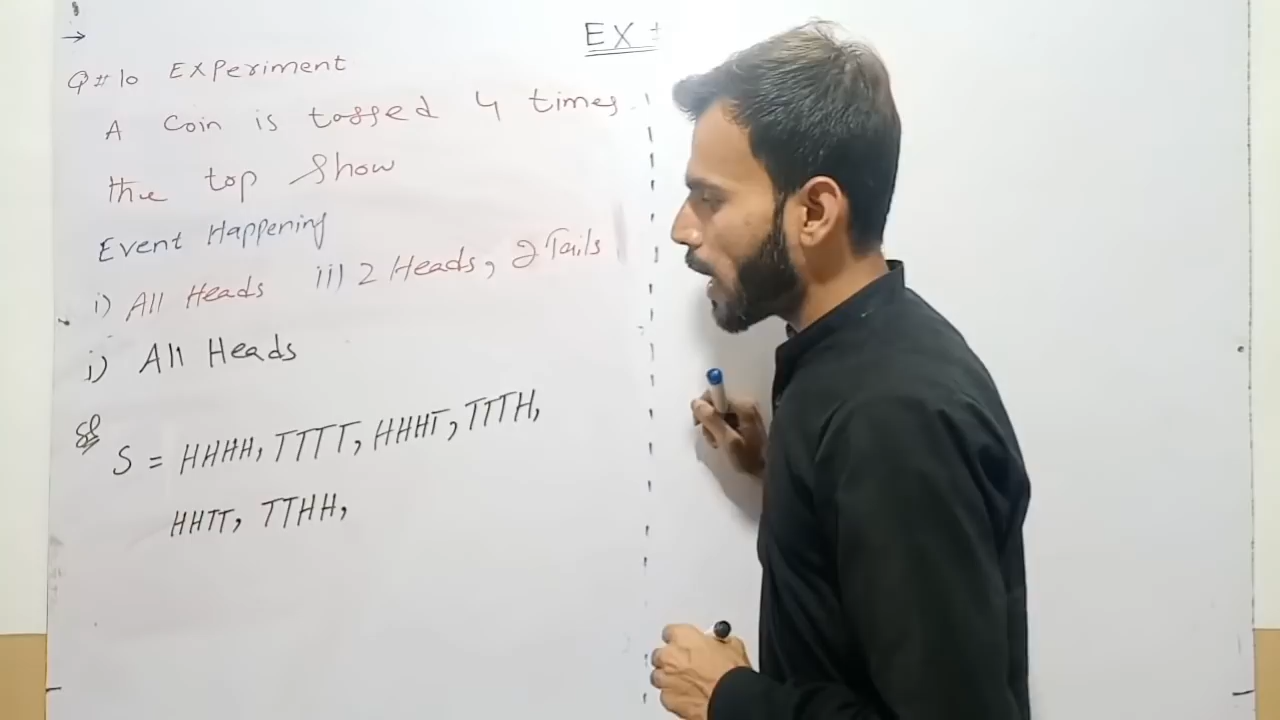 EX
Q#10 Experiment
A Coin is tossed 4 times.
the top show
Event Happening
i) All Heads ii) 2 Heads, 2 Tails
i) All Heads
S = HHHH, TTTT, HHHT, TTTH,
HHTT, TTHH,